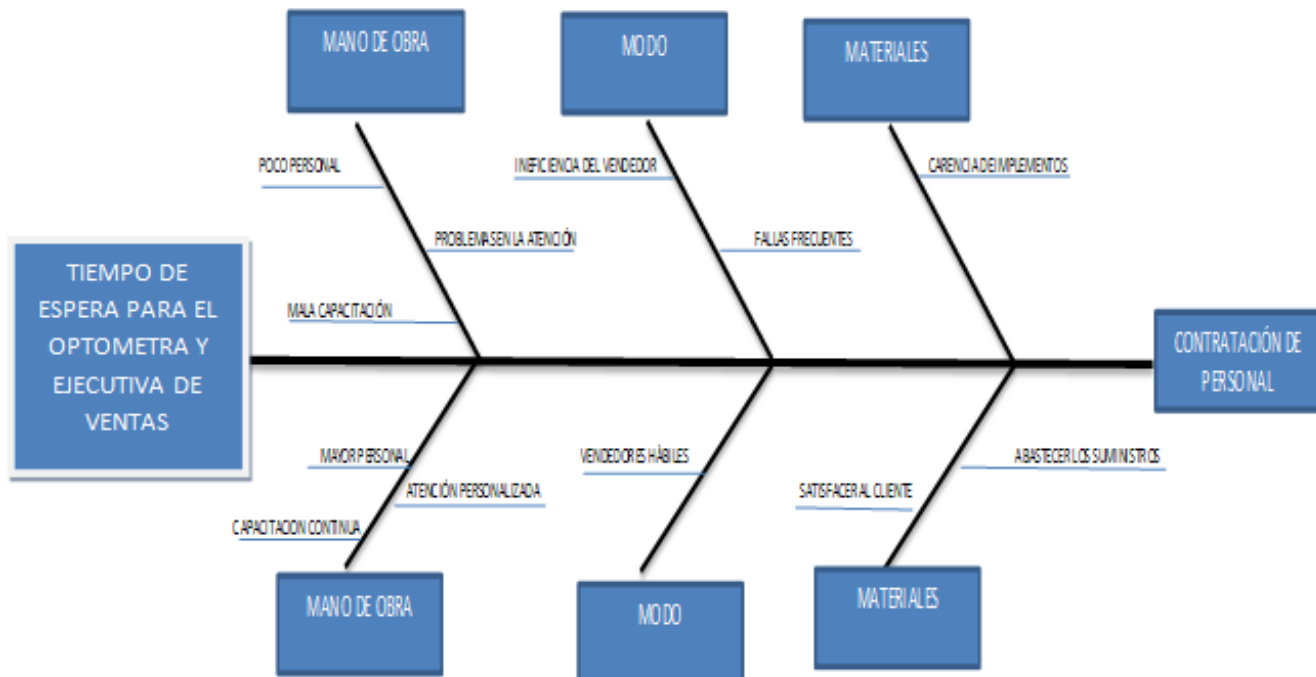 MANO DE OBRA
MODO
MATERIALES
POCO PERSONAL
INEFICIENCIA DEL VENDEDOR
CARENCIA DE IMPLEMENTOS
PROBLEMAS EN LA ATENCIÓN
FALLAS FRECUENTES
MALA CAPACITACIÓN
TIEMPO DE
ESPERA PARA EL
OPTOMETRA Y
EJECUTIVA DE
VENTAS
CONTRATACIÓN DE
PERSONAL
MAYOR PERSONAL
VENDEDORES HÀBILES
ABASTECER LOS SUMINISTROS
ATENCIÓN PERSONALIZADA
SATISFACER AL CLIENTE
CAPACITACION CONTINUA
MANO DE OBRA
MODO
MATERIALES